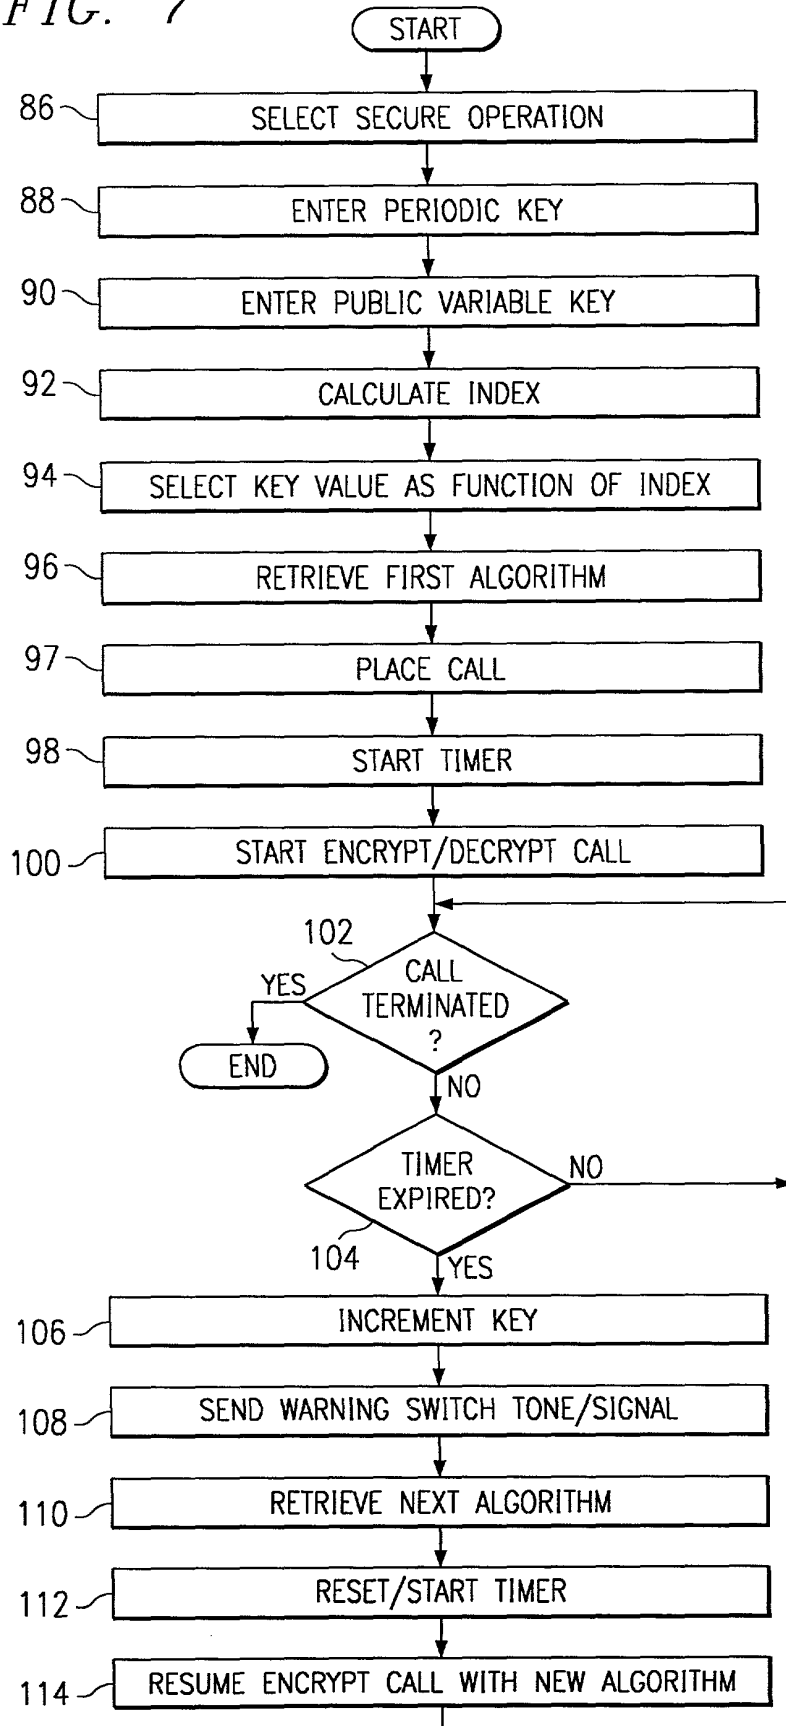 FIG. 7
START
86
SELECT SECURE OPERATION
88
ENTER PERIODIC KEY
90
ENTER PUBLIC VARIABLE KEY
92
CALCULATE INDEX
94
SELECT KEY VALUE AS FUNCTION OF INDEX
96
RETRIEVE FIRST ALGORITHM
97
PLACE CALL
98
START TIMER
100
START ENCRYPT/DECRYPT CALL
102
CALL
TERMINATED
?
YES
END
NO
TIMER
EXPIRED?
NO
104
YES
106
INCREMENT KEY
108
SEND WARNING SWITCH TONE/SIGNAL
110
RETRIEVE NEXT ALGORITHM
112
RESET/START TIMER
114
RESUME ENCRYPT CALL WITH NEW ALGORITHM